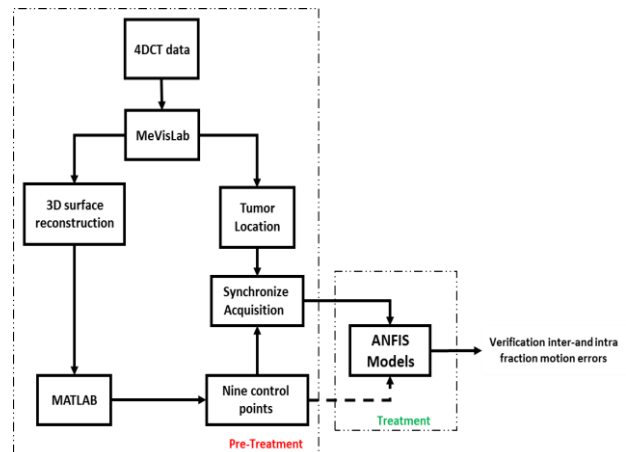 4DCT data
MeVisLab
3D surface
reconstruction
Tumor
Location
Synchronize
Acquisition
ANFIS
Models
Verification inter-and intra
fraction motion errors
MATLAB
Nine control
points
Treatment
Pre-Treatment